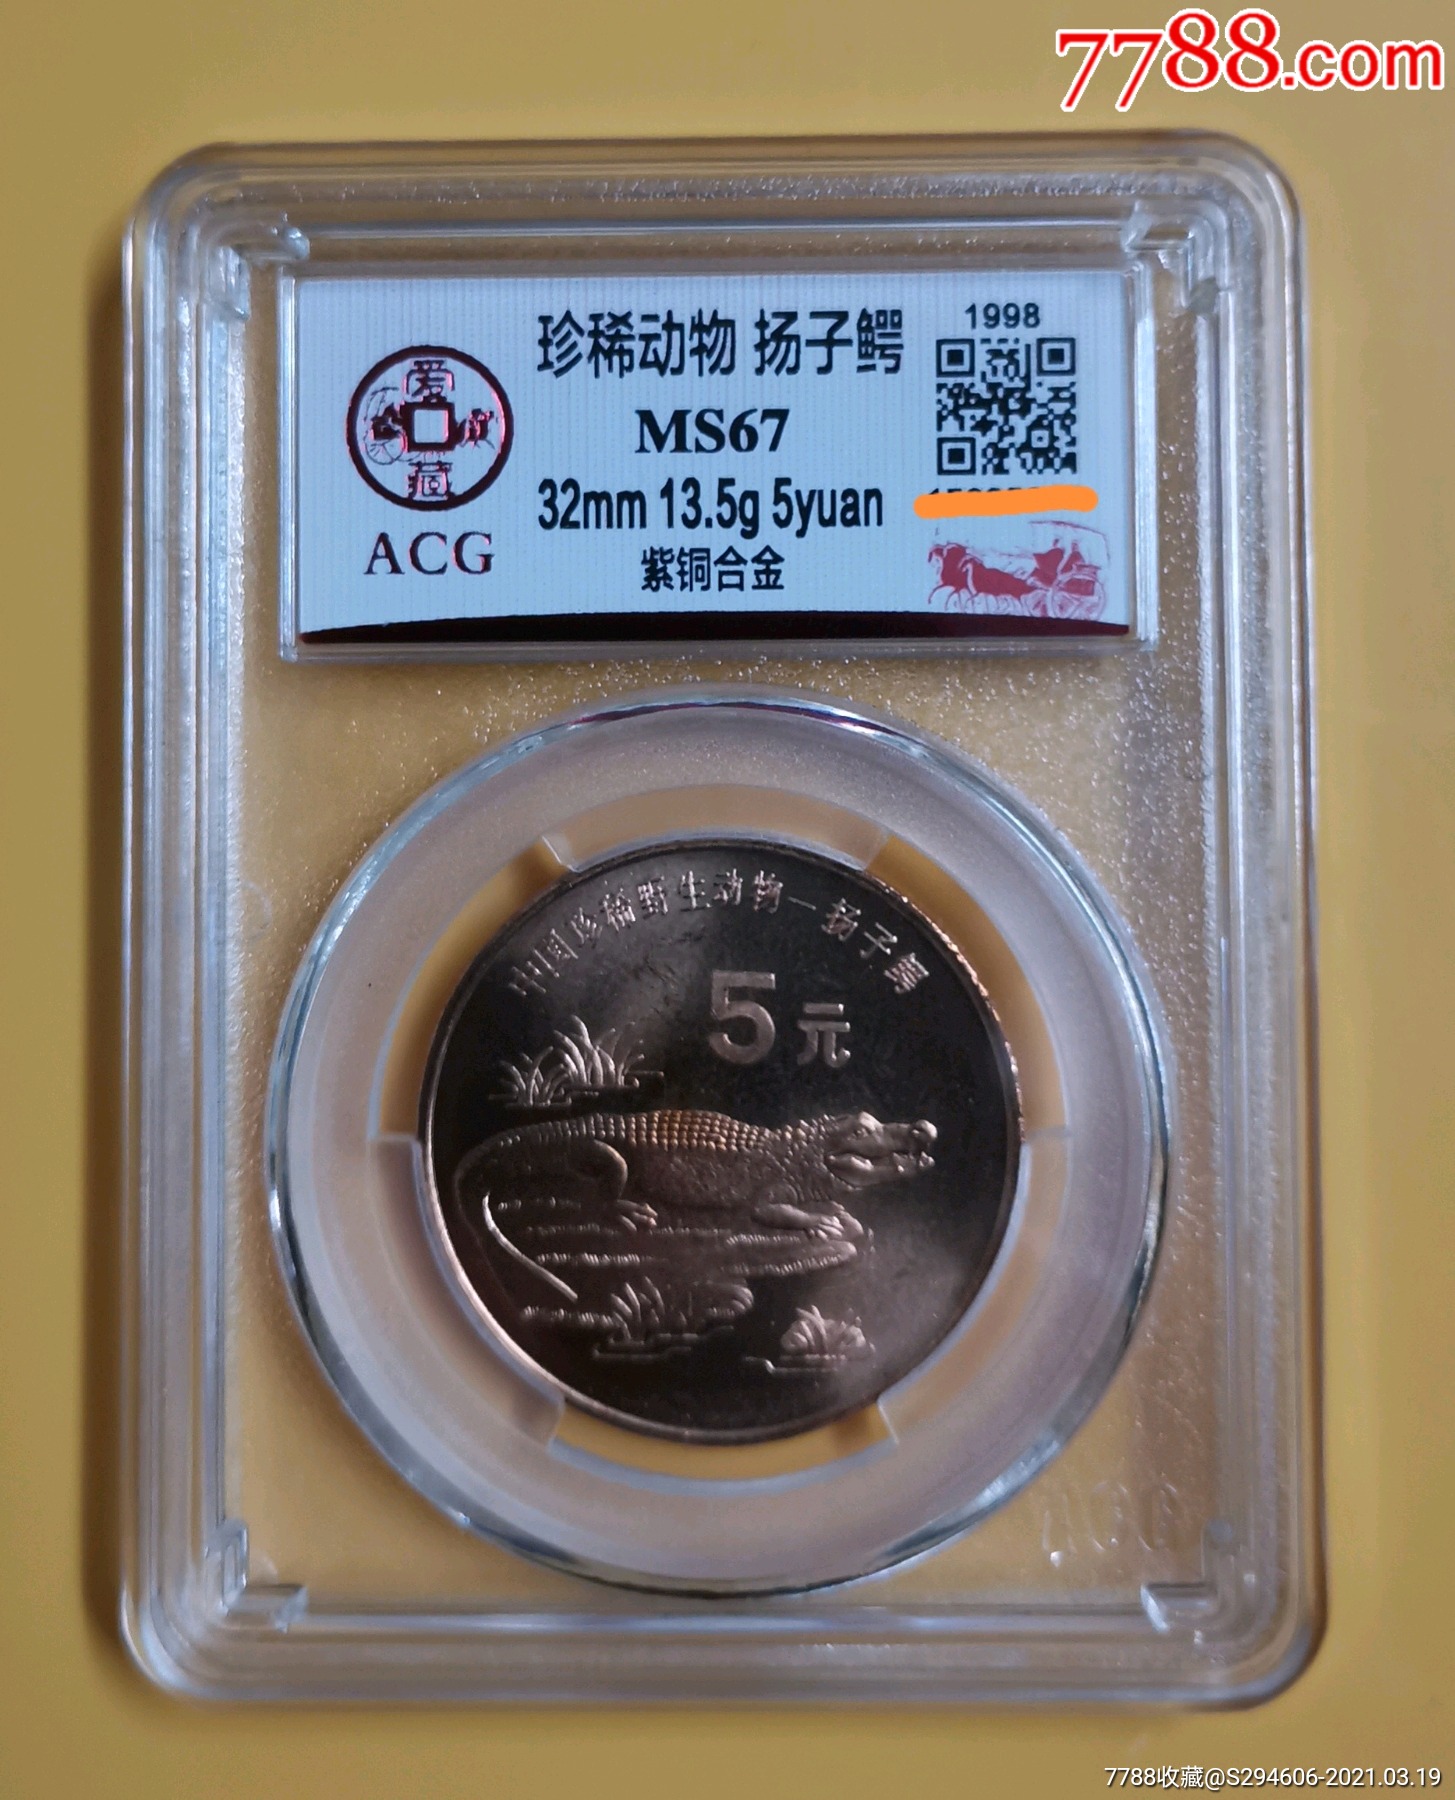 7788.com
珍稀动物 扬子鳄
1998
MS67
32mm 13.5g 5yuan
紫铜合金
爱
藏
ACG
中国珍稀野生动物—扬子鳄
5元
7788收藏@S294606-2021.03.19